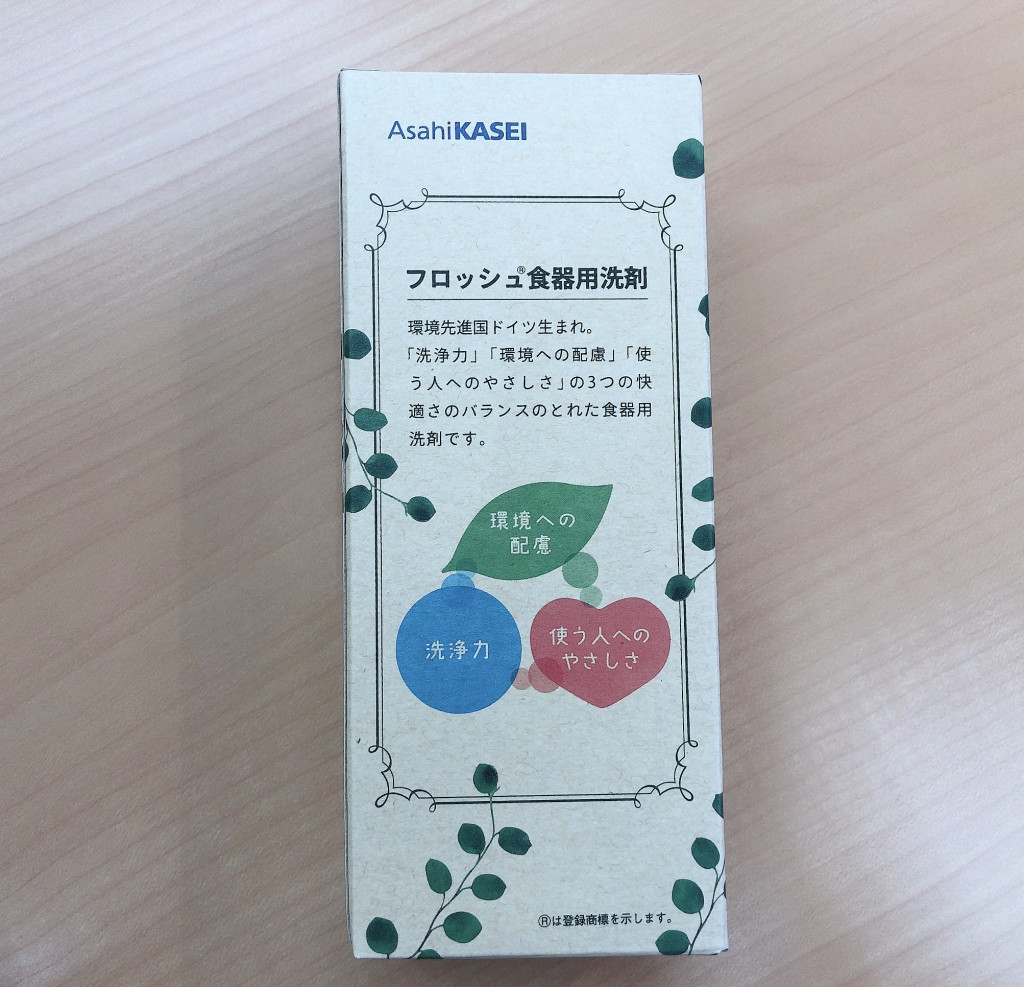 AsahiKASEI
フロッシュ®食器用洗剤
環境先進国ドイツ生まれ。
「洗浄力」「環境への配慮」「使
う人へのやさしさ」の3つの快
適さのバランスのとれた食器用
洗剤です。
環境への
配慮
洗浄力
使う人への
やさしさ
®は登録商標を示します。